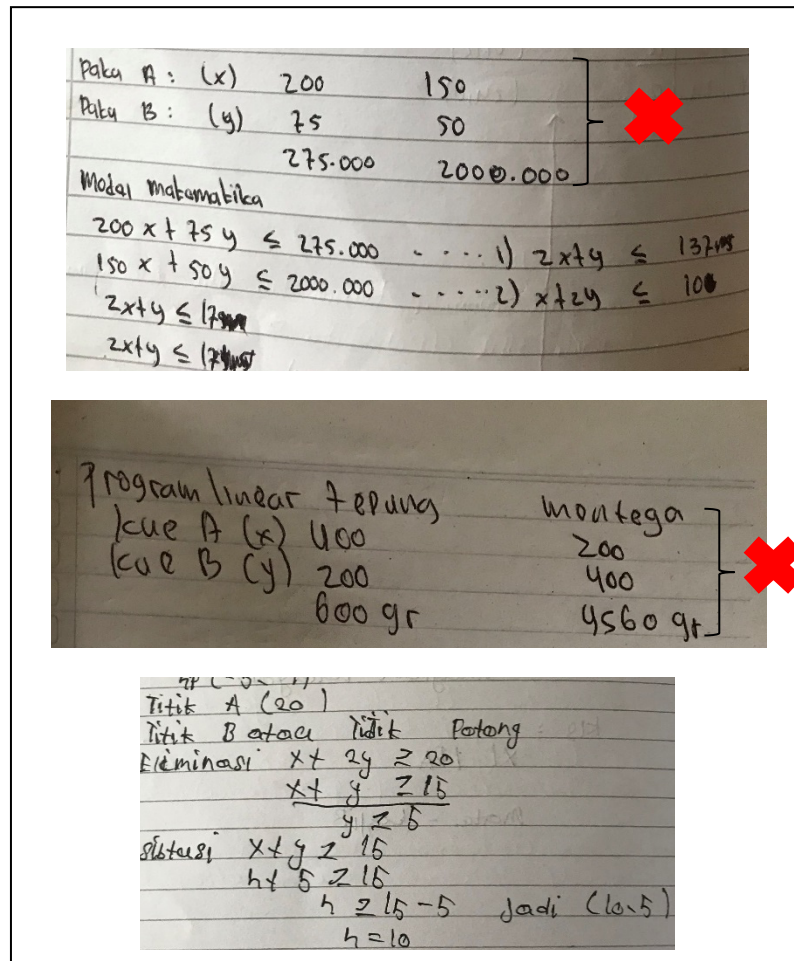 Paku A : (x) 200 150
Paku B : (y) 75 50
275.000 2000.000
Modal matematika
200 x + 75 y ≤ 275.000 ..... 1) 2x+y ≤
150 x + 50 y ≤ 2000.000 ..... 2) x+2y ≤
2x+y ≤
2x+y ≤
Program linear tepung montega
kue A (x) 400 200
kue B (y) 200 400
600 gr 4560 gr
Titik A (20)
Titik B atau Titik Potong
Eliminasi x+ 2y ≥ 20
x+ y ≥ 15
y ≥ 5
x+y ≥ 15
h+ 5 ≥ 15
h ≥ 15-5 Jadi (10.5)
h = 10